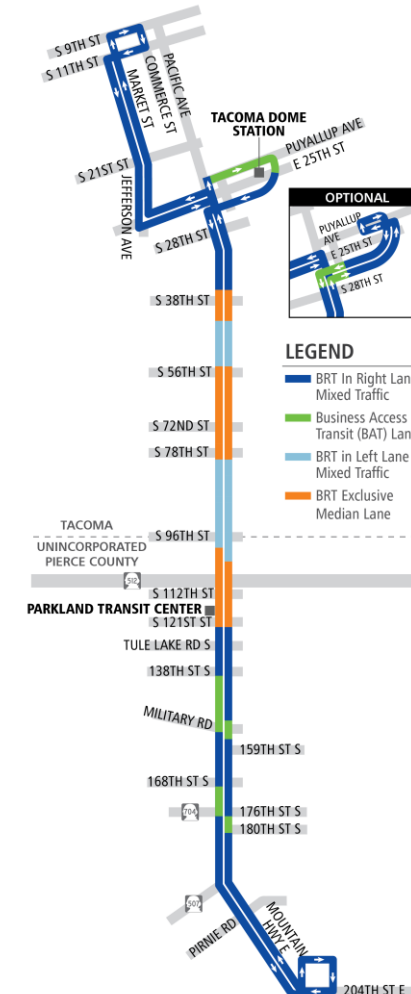 S 9TH ST
S 11TH ST
MARKET ST
COMMERCE ST
PACIFIC AVE
TACOMA DOME
STATION
PUYALLUP AVE
E 25TH ST
S 21ST ST
JEFFERSON AVE
S 28TH ST
OPTIONAL
PUYALLUP
AVE
E 25TH ST
S 28TH ST
S 38TH ST
LEGEND
BRT In Right Lan
Mixed Traffic
Business Access
Transit (BAT) Lan
BRT in Left Lane
Mixed Traffic
BRT Exclusive
Median Lane
S 56TH ST
S 72ND ST
S 78TH ST
TACOMA
S 96TH ST
UNINCORPORATED
PIERCE COUNTY
512
S 112TH ST
PARKLAND TRANSIT CENTER
S 121ST ST
TULE LAKE RD S
138TH ST S
MILITARY RD
159TH ST S
168TH ST S
704
176TH ST S
180TH ST S
507
PIRNIE RD
MOUNTAIN
HWY E
204TH ST E